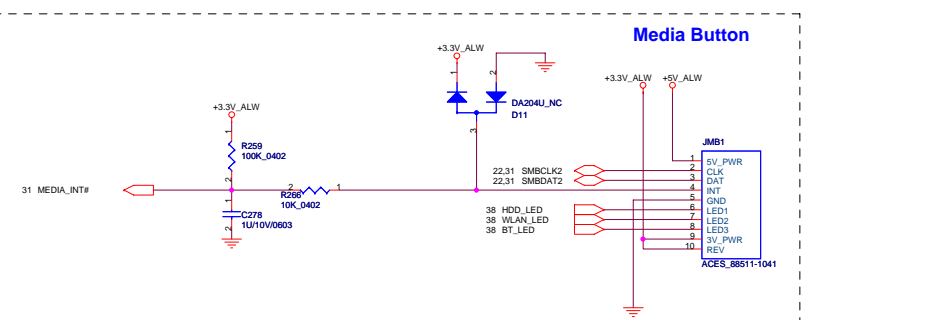 Media Button
+3.3V_ALW
+3.3V_ALW
+5V_ALW
1
2
DA204U_NC
D11
3
+3.3V_ALW
1
R259
100K_0402
2
31 MEDIA_INT#
2
1
R266
10K_0402
1
C278
1U/10V/0603
2
JMB1
22,31 SMBCLK2
22,31 SMBDAT2
38 HDD_LED
38 WLAN_LED
38 BT_LED
1 5V_PWR
2 CLK
3 DAT
4 INT
5 GND
6 LED1
7 LED2
8 LED3
9 3V_PWR
10 REV
ACES_88511-1041